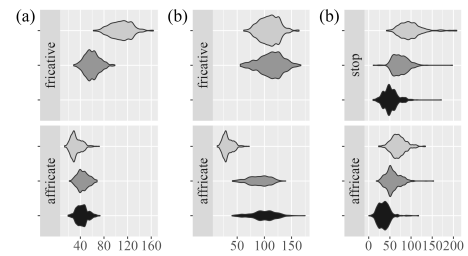 (a) (b) (b)
fricative fricative stop
affricate affricate affricate
40 80 120 160 50 100 150 0 50 100 150 200